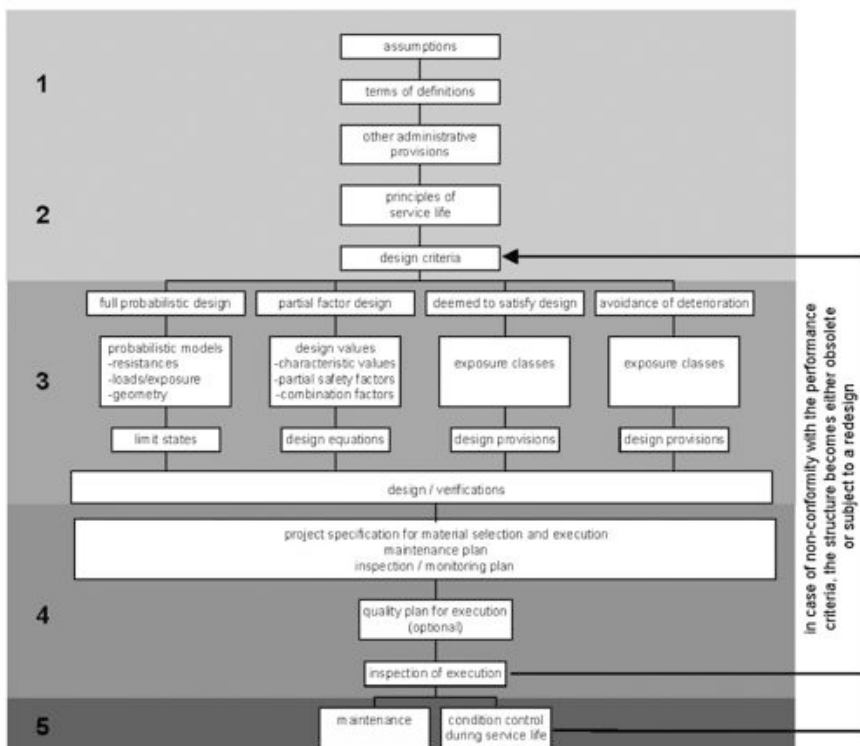 1
assumptions
terms of definitions
other administrative
provisions
2
principles of
service life
design criteria
3
full probabilistic design
partial factor design
deemed to satisfy design
avoidance of deterioration
probabilistic models
-resistances
-loads/exposure
-geometry
design values
-characteristic values
-partial safety factors
-combination factors
exposure classes
exposure classes
limit states
design equations
design provisions
design provisions
design / verifications
4
project specification for material selection and execution
maintenance plan
inspection / monitoring plan
quality plan for execution
(optional)
inspection of execution
5
maintenance
condition control
during service life
in case of non-conformity with the performance
criteria, the structure becomes either obsolete
or subject to a redesign